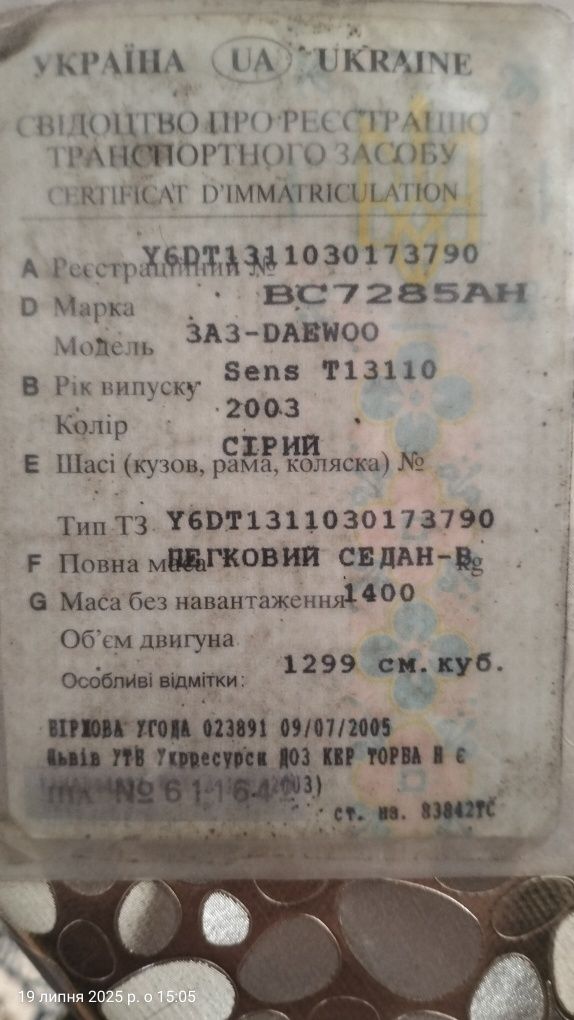 УКРАЇНА UA UKRAINE
СВІДОЦТВО ПРО РЕЄСТРАЦІЮ
ТРАНСПОРТНОГО ЗАСОБУ
CERTIFICAT D'IMMATRICULATION
Y6DT1311030173790
A Реєстраційний №
BC7285AH
D Марка
ЗАЗ-DAEWOO
Модель
Sens T13110
B Рік випуску
2003
Колір
СІРИЙ
E Шасі (кузов, рама, коляска) №
Тип ТЗ Y6DT1311030173790
ЛЕГКОВИЙ СЕДАН-В
F Повна маса kg
G Маса без навантаження 1400
Об'єм двигуна
1299 см.куб.
Особливі відмітки:
БІРЖОВА УГОДА 023891 09/07/2005
Львів УТБ Укрресурси ДОЗ КЕР ТОРБА Н Є
ст. на. 83842ТС
19 липня 2025 р. о 15:05